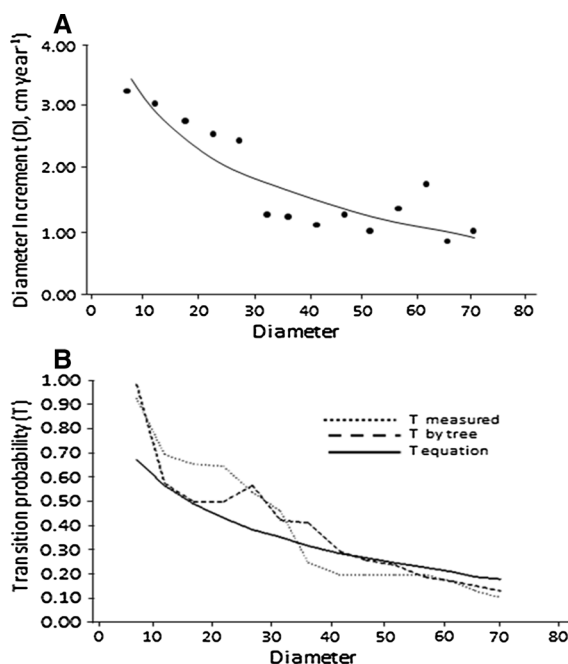 A
Diameter Increment (DI, cm year¹)
4.00
3.00
2.00
1.00
0.00
0 10 20 30 40 50 60 70 80
Diameter
B
Transition probability (T)
1.00
0.90
0.80
0.70
0.60
0.50
0.40
0.30
0.20
0.10
0.00
T measured
T by tree
T equation
0 10 20 30 40 50 60 70 80
Diameter